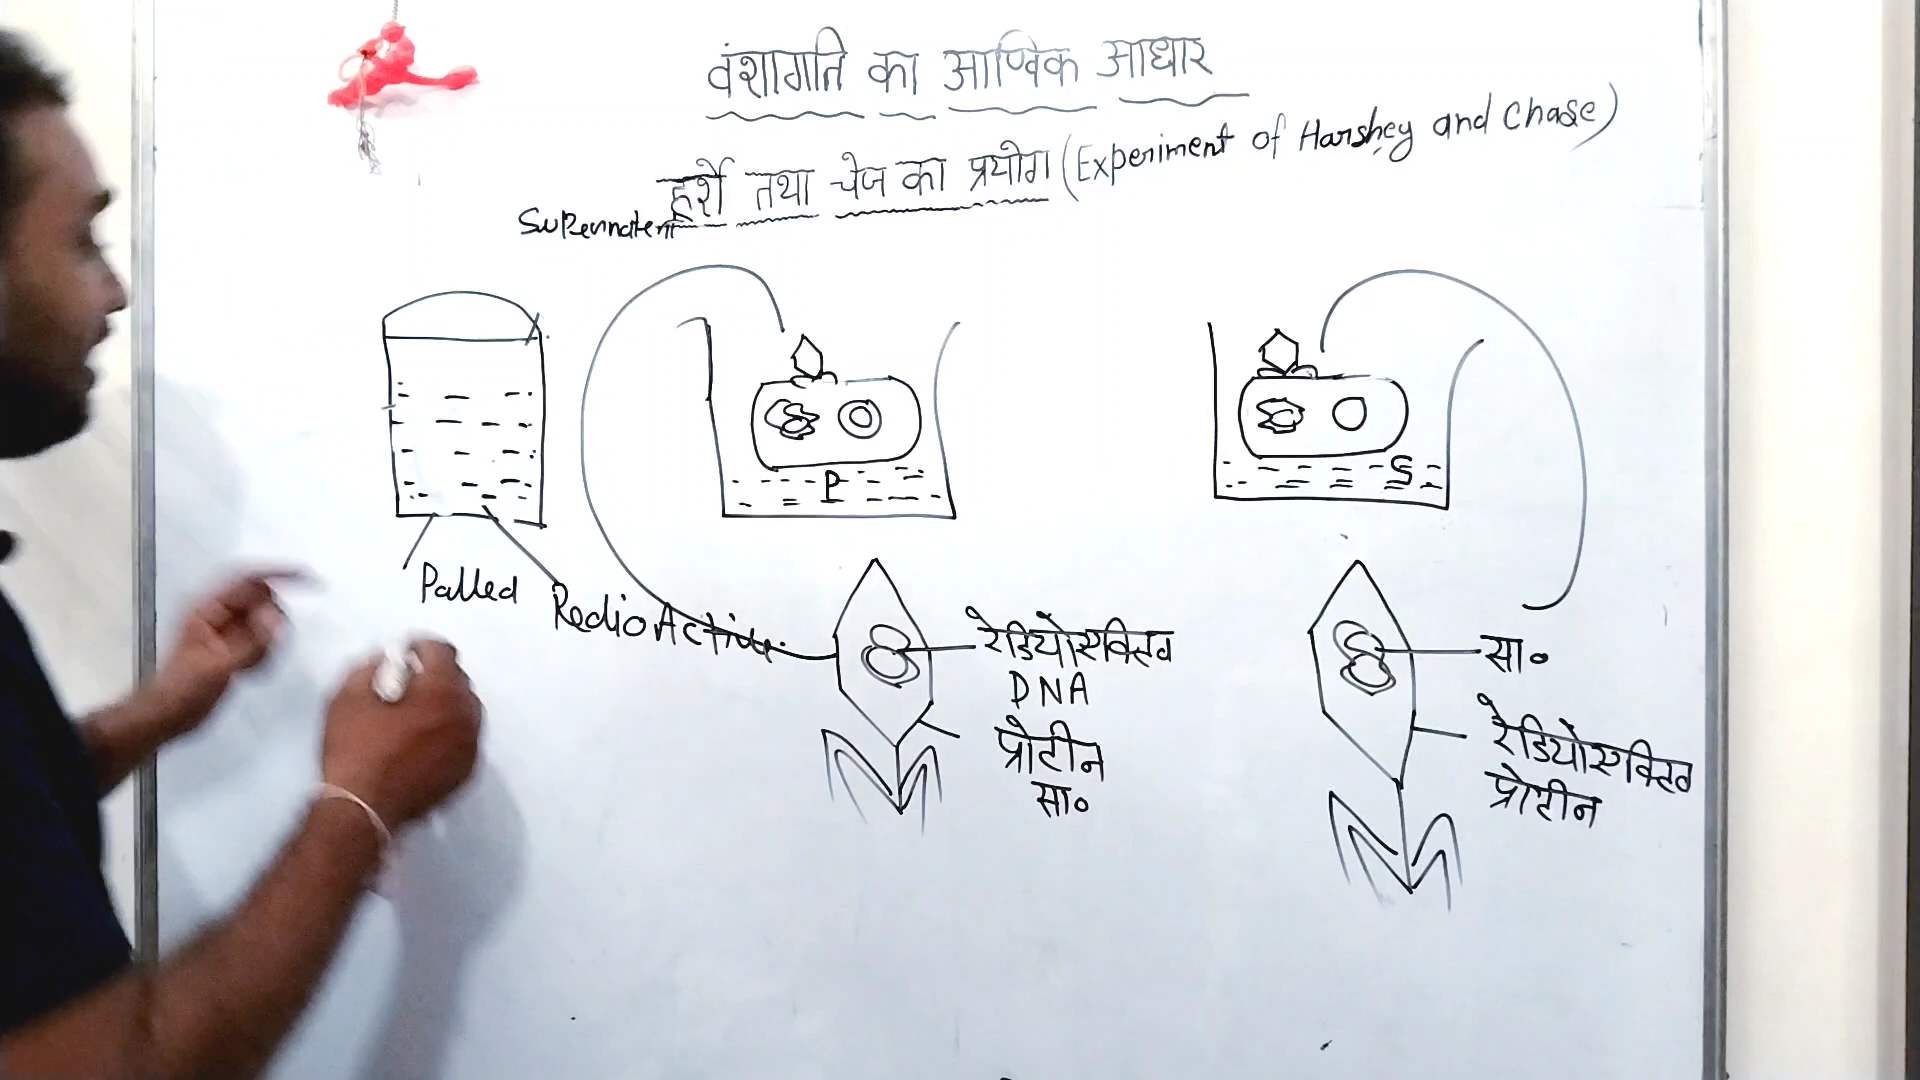 वंशागति का आण्विक आधार
हर्शे तथा चेज का प्रयोग (Experiment of Harshey and Chase)
Supernatent
P
S
Palled
Redio Active
रेडियोएक्टिव
DNA
प्रोटीन
सा०
सा०
रेडियोएक्टिव
प्रोटीन